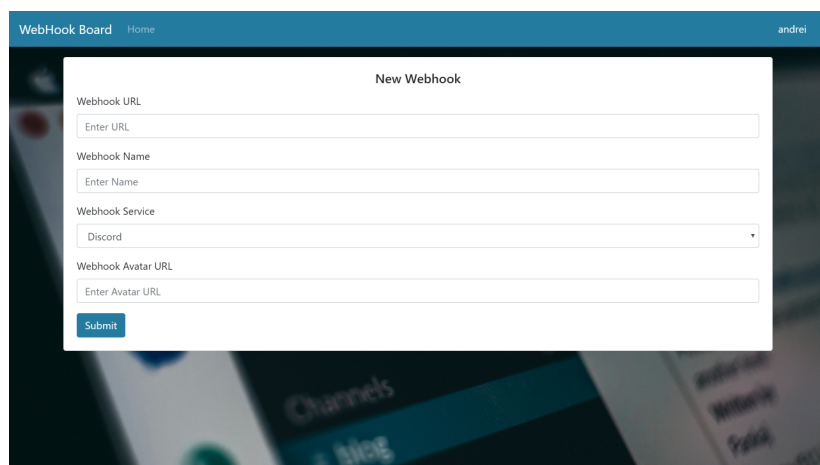 WebHook Board Home andrei
New Webhook
Webhook URL
Enter URL
Webhook Name
Enter Name
Webhook Service
Discord
Webhook Avatar URL
Enter Avatar URL
Submit
Channels
blog